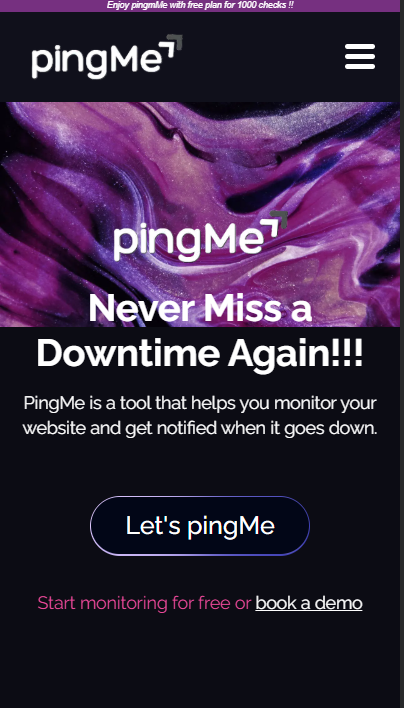 Enjoy pingmMe with free plan for 1000 checks !!
pingMe
pingMe
Never Miss a
Downtime Again!!!
PingMe is a tool that helps you monitor your
website and get notified when it goes down.
Let's pingMe
Start monitoring for free or book a demo